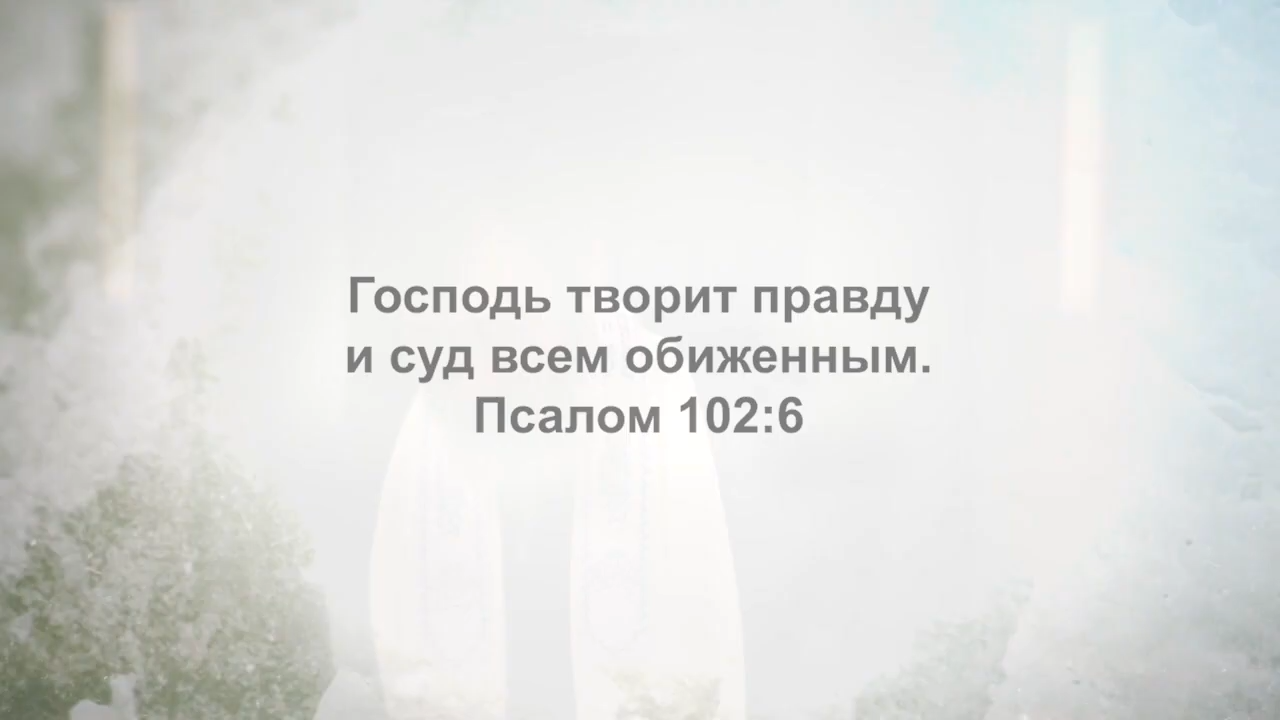 Господь творит правду
и суд всем обиженным.
Псалом 102:6